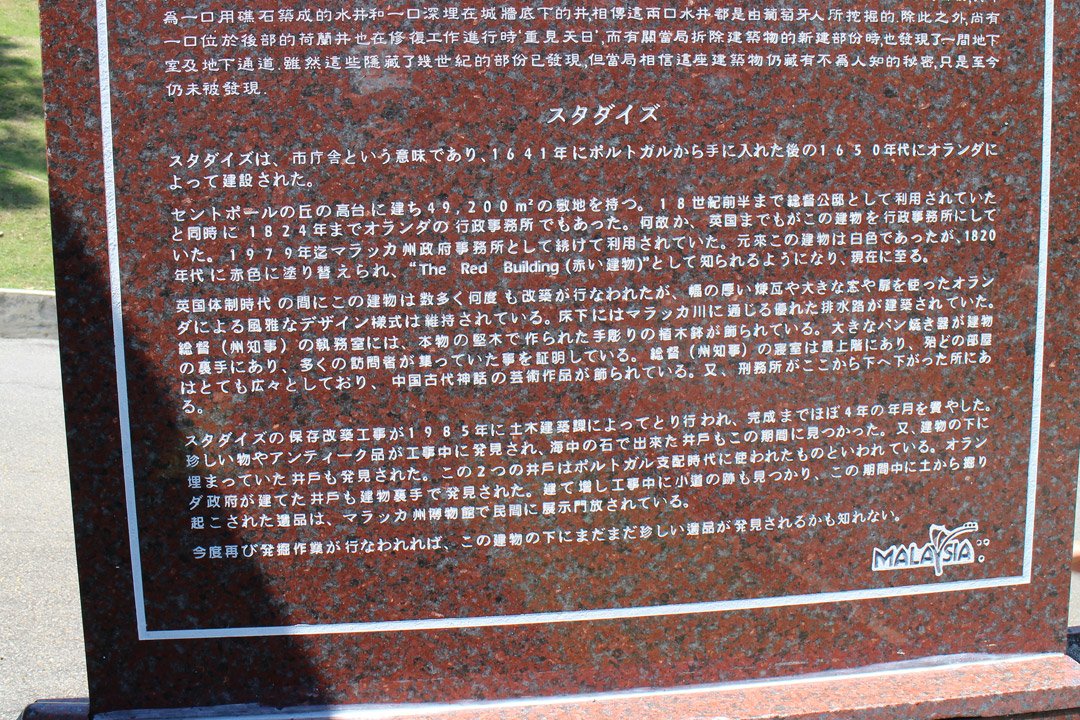 為一口用礁石築成的水井和一口深埋在城牆底下的井相傳這兩口水井都是由葡萄牙人所挖掘的.除此之外,尚有
一口位於後部的荷蘭井也在修復工作進行時'重見天日',而有關當局拆除建築物的新建部份時,也發現了一間地下
室及地下通道.雖然這些隱藏了幾世紀的部份已發現,但當局相信這座建築物仍藏有不為人知的秘密,只是至今
仍未被發現.
スタダイズ
スタダイズは、市庁舎という意味であり、1641年にポルトガルから手に入れた後の1650年代にオランダに
よって建設された。
セントポールの丘の高台に建ち49,200m²の敷地を持つ。18世紀前半まで総督公邸として利用されていた
と同時に1824年までオランダの行政事務所でもあった。何故か、英国までもがこの建物を行政事務所にして
いた。1979年迄マラッカ州政府事務所として続けて利用されていた。元来この建物は白色であったが、1820
年代に赤色に塗り替えられ、“The Red Building (赤い建物)”として知られるようになり、現在に至る。
英国体制時代の間にこの建物は数多く何度も改築が行なわれたが、幅の厚い煉瓦や大きな窓や扉を使ったオラン
ダによる風雅なデザイン様式は維持されている。床下にはマラッカ川に通じる優れた排水路が建築されていた。
総督（州知事）の執務室には、本物の堅木で作られた手彫りの植木鉢が飾られている。大きなパン焼き器が建物
の裏手にあり、多くの訪問者が集っていた事を証明している。総督（州知事）の寝室は最上階にあり、殆どの部屋
はとても広々としており、中国古代神話の芸術作品が飾られている。又、刑務所がここから下へ下がった所にあ
る。
スタダイズの保存改築工事が1985年に土木建築課によってとり行われ、完成までほぼ4年の年月を費やした。
珍しい物やアンティーク品が工事中に発見され、海中の石で出来た井戸もこの期間に見つかった。又、建物の下に
埋まっていた井戸も発見された。この2つの井戸はポルトガル支配時代に使われたものといわれている。オラン
ダ政府が建てた井戸も建物裏手で発見された。建て増し工事中に小道の跡も見つかり、この期間中に土から掘り
起こされた遺品は、マラッカ州博物館で民間に展示門放されている。
今度再び発掘作業が行なわれれば、この建物の下にまだまだ珍しい遺品が発見されるかも知れない。
MALAYSIA